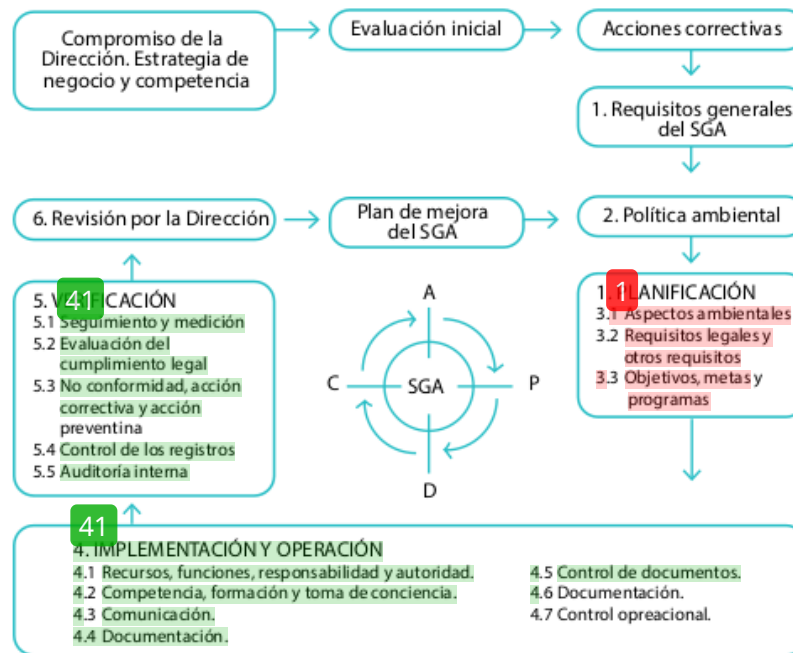 Compromiso de la
Dirección. Estrategia de
negocio y competencia
Evaluación inicial
Acciones correctivas
1. Requisitos generales
del SGA
6. Revisión por la Dirección
Plan de mejora
del SGA
2. Política ambiental
41
5. V FICACIÓN
5.1 Seguimiento y medición
5.2 Evaluación del
cumplimiento legal
5.3 No conformidad, acción
correctiva y acción
preventina
5.4 Control de los registros
5.5 Auditoría interna
A
C
SGA
P
D
1
1. LANIFICACIÓN
3.1 Aspectos ambientales
3.2 Requisitos legales y
otros requisitos
3.3 Objetivos, metas y
programas
41
4. IMPLEMENTACIÓN Y OPERACIÓN
4.1 Recursos, funciones, responsabilidad y autoridad.
4.2 Competencia, formación y toma de conciencia.
4.3 Comunicación.
4.4 Documentación.
4.5 Control de documentos.
4.6 Documentación.
4.7 Control opreacional.